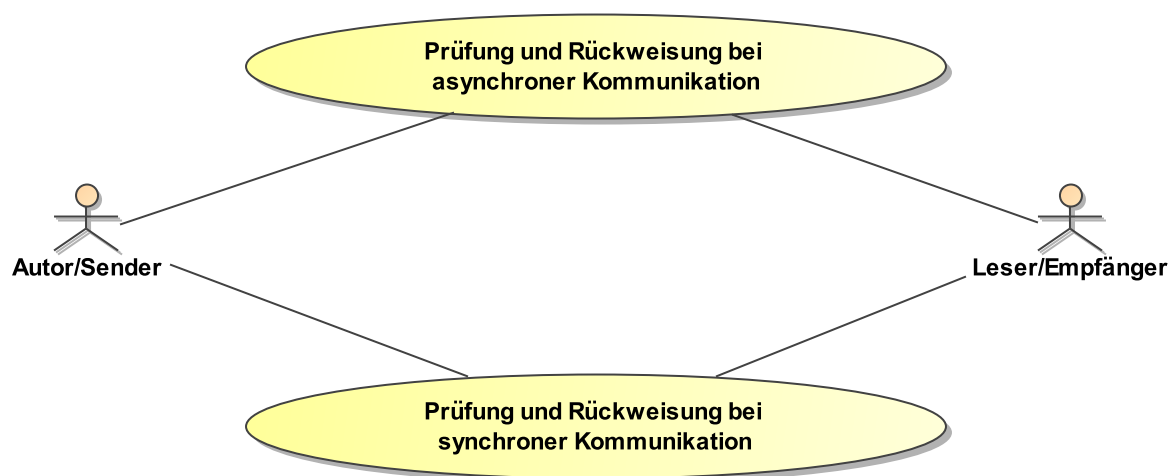 Prüfung und Rückweisung bei
asynchroner Kommunikation
Autor/Sender
Leser/Empfänger
Prüfung und Rückweisung bei
synchroner Kommunikation